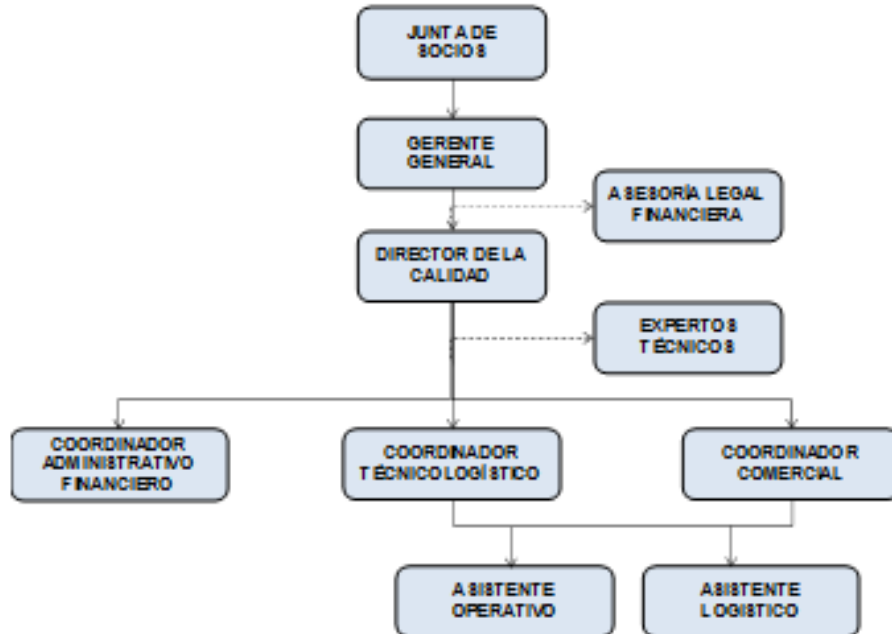 JUNTA DE
SOCIOS
GERENTE
GENERAL
ASESORÍA LEGAL
FINANCIERA
DIRECTOR DE LA
CALIDAD
EXPERTOS
TÉCNICOS
COORDINADOR
ADMINISTRATIVO
FINANCIERO
COORDINADOR
TÉCNICO LOGÍSTICO
COORDINADOR
COMERCIAL
ASISTENTE
OPERATIVO
ASISTENTE
LOGISTICO